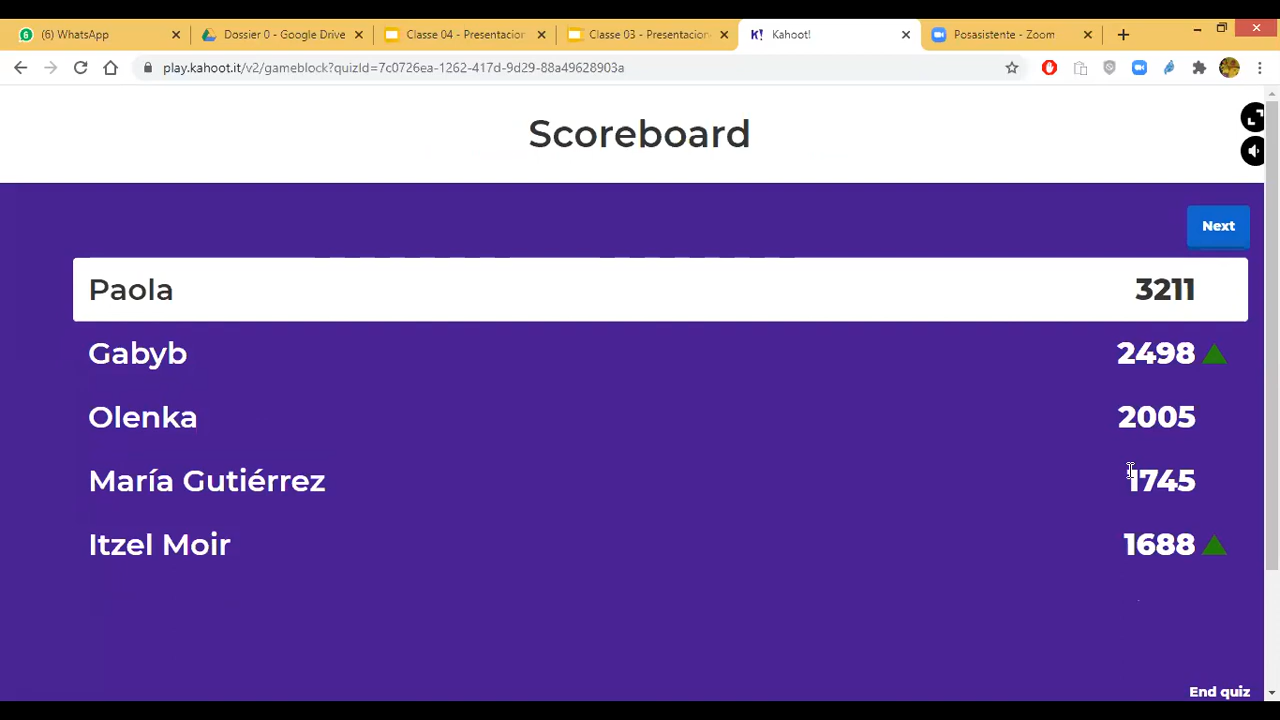 6 (6) WhatsApp
Dossier 0 - Google Drive
Classe 04 - Presentacion
Classe 03 - Presentacion
K! Kahoot!
Posasistente - Zoom
play.kahoot.it/v2/gameblock?quizId=7c0726ea-1262-417d-9d29-88a49628903a
Scoreboard
Next
Paola 3211
Gabyb 2498
Olenka 2005
María Gutiérrez 1745
Itzel Moir 1688
End quiz